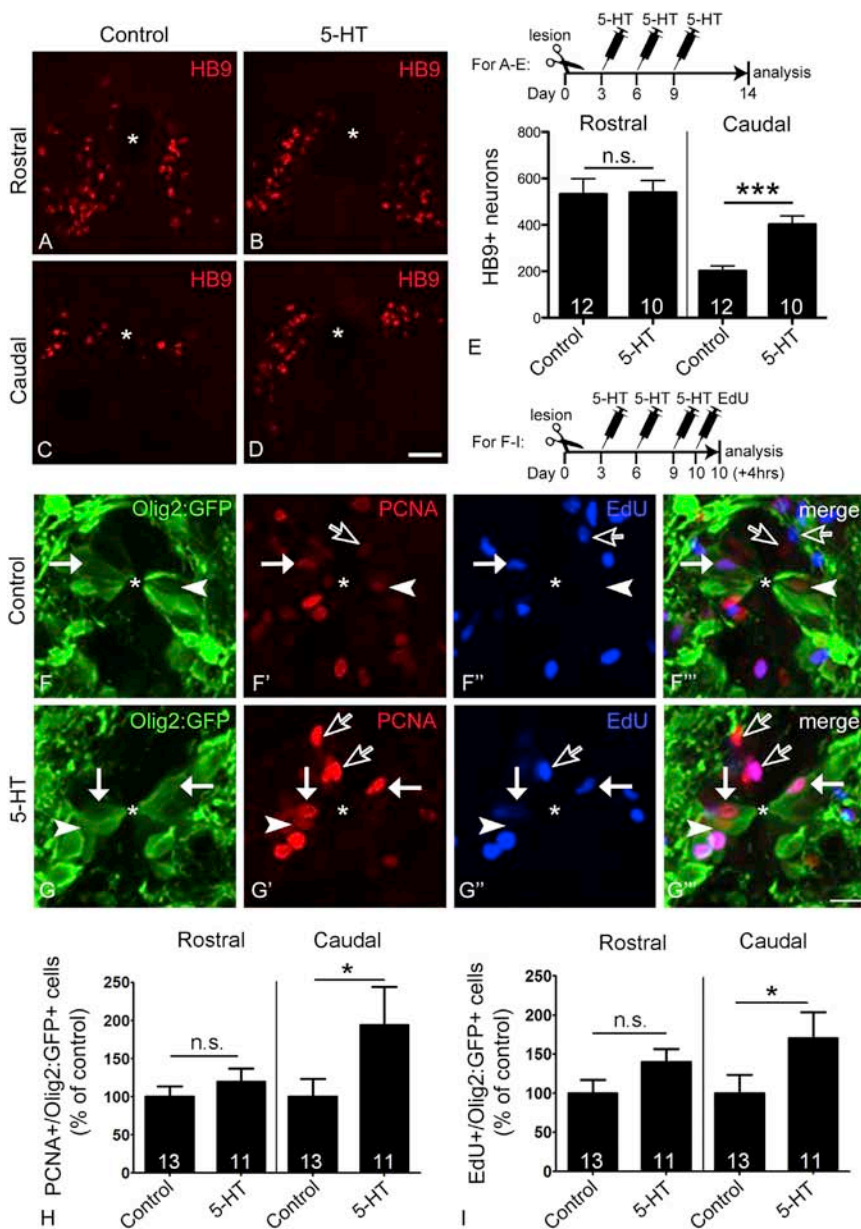 Control 5-HT
Rostral
HB9 HB9
A B
Caudal
HB9 HB9
C D
5-HT 5-HT 5-HT
lesion
For A-E:
analysis
Day 0 3 6 9 14
Rostral Caudal
n.s. ***
HB9+ neurons
800
600
400
200
0
12 10 12 10
Control 5-HT Control 5-HT
E
5-HT 5-HT 5-HT EdU
lesion
For F-I:
analysis
Day 0 3 6 9 10 10 (+4hrs)
Control
Olig2:GFP PCNA EdU merge
* * * *
F F' F'' F'''
5-HT
Olig2:GFP PCNA EdU merge
* * * *
G G' G'' G'''
Rostral Caudal
n.s. *
PCNA+/Olig2:GFP+ cells
(% of control)
250
200
150
100
50
0
13 11 13 11
Control 5-HT Control 5-HT
H
Rostral Caudal
n.s. *
EdU+/Olig2:GFP+ cells
(% of control)
250
200
150
100
50
0
13 11 13 11
Control 5-HT Control 5-HT
I